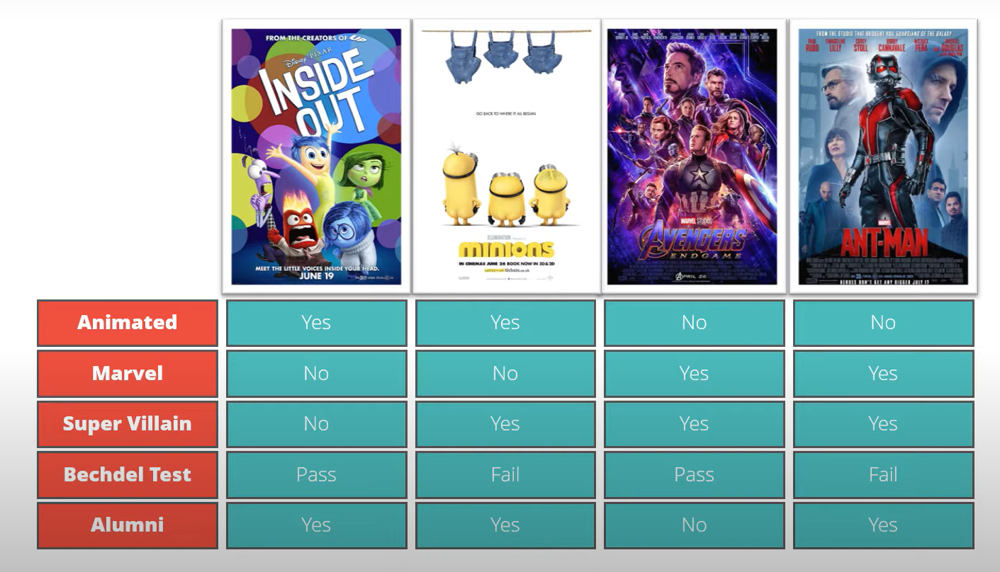 FROM THE CREATORS OF UP
Disney · PIXAR
INSIDE
OUT
MEET THE LITTLE VOICES INSIDE YOUR HEAD.
JUNE 19
GO BACK TO WHERE IT ALL BEGAN
ILLUMINATION
minions
IN CINEMAS JUNE 26 BOOK NOW IN 3D & 2D
MARVEL STUDIOS
AVENGERS
ENDGAME
APRIL 26
FROM THE STUDIO THAT BROUGHT YOU GUARDIANS OF THE GALAXY
PAUL RUDD EVANGELINE LILLY COREY STOLL BOBBY CANNAVALE MICHAEL PEÑA MICHAEL DOUGLAS
MARVEL
ANT-MAN
HEROES DON'T GET ANY BIGGER JULY 17
Animated Yes Yes No No
Marvel No No Yes Yes
Super Villain No Yes Yes Yes
Bechdel Test Pass Fail Pass Fail
Alumni Yes Yes No Yes